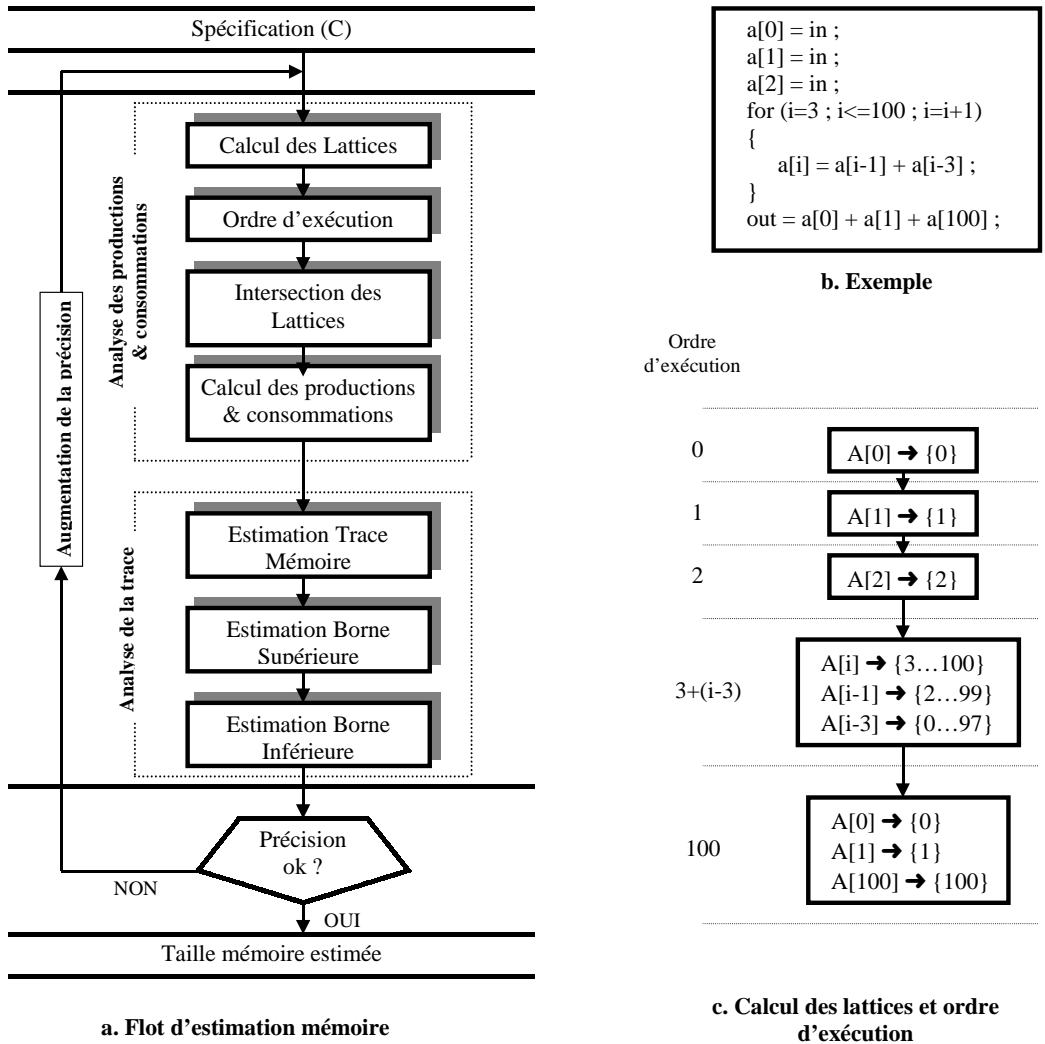 Spécification (C)
Calcul des Lattices
Ordre d’exécution
Intersection des
Lattices
Calcul des productions
& consommations
Analyse des productions
& consommations
Augmentation de la précision
Estimation Trace
Mémoire
Estimation Borne
Supérieure
Estimation Borne
Inférieure
Analyse de la trace
Précision
ok ?
NON
OUI
Taille mémoire estimée
a. Flot d’estimation mémoire
a[0] = in ;
a[1] = in ;
a[2] = in ;
for (i=3 ; i<=100 ; i=i+1)
{
a[i] = a[i-1] + a[i-3] ;
}
out = a[0] + a[1] + a[100] ;
b. Exemple
Ordre
d’exécution
0
A[0] ➔ {0}
1
A[1] ➔ {1}
2
A[2] ➔ {2}
3+(i-3)
A[i] ➔ {3…100}
A[i-1] ➔ {2…99}
A[i-3] ➔ {0…97}
100
A[0] ➔ {0}
A[1] ➔ {1}
A[100] ➔ {100}
c. Calcul des lattices et ordre
d’exécution